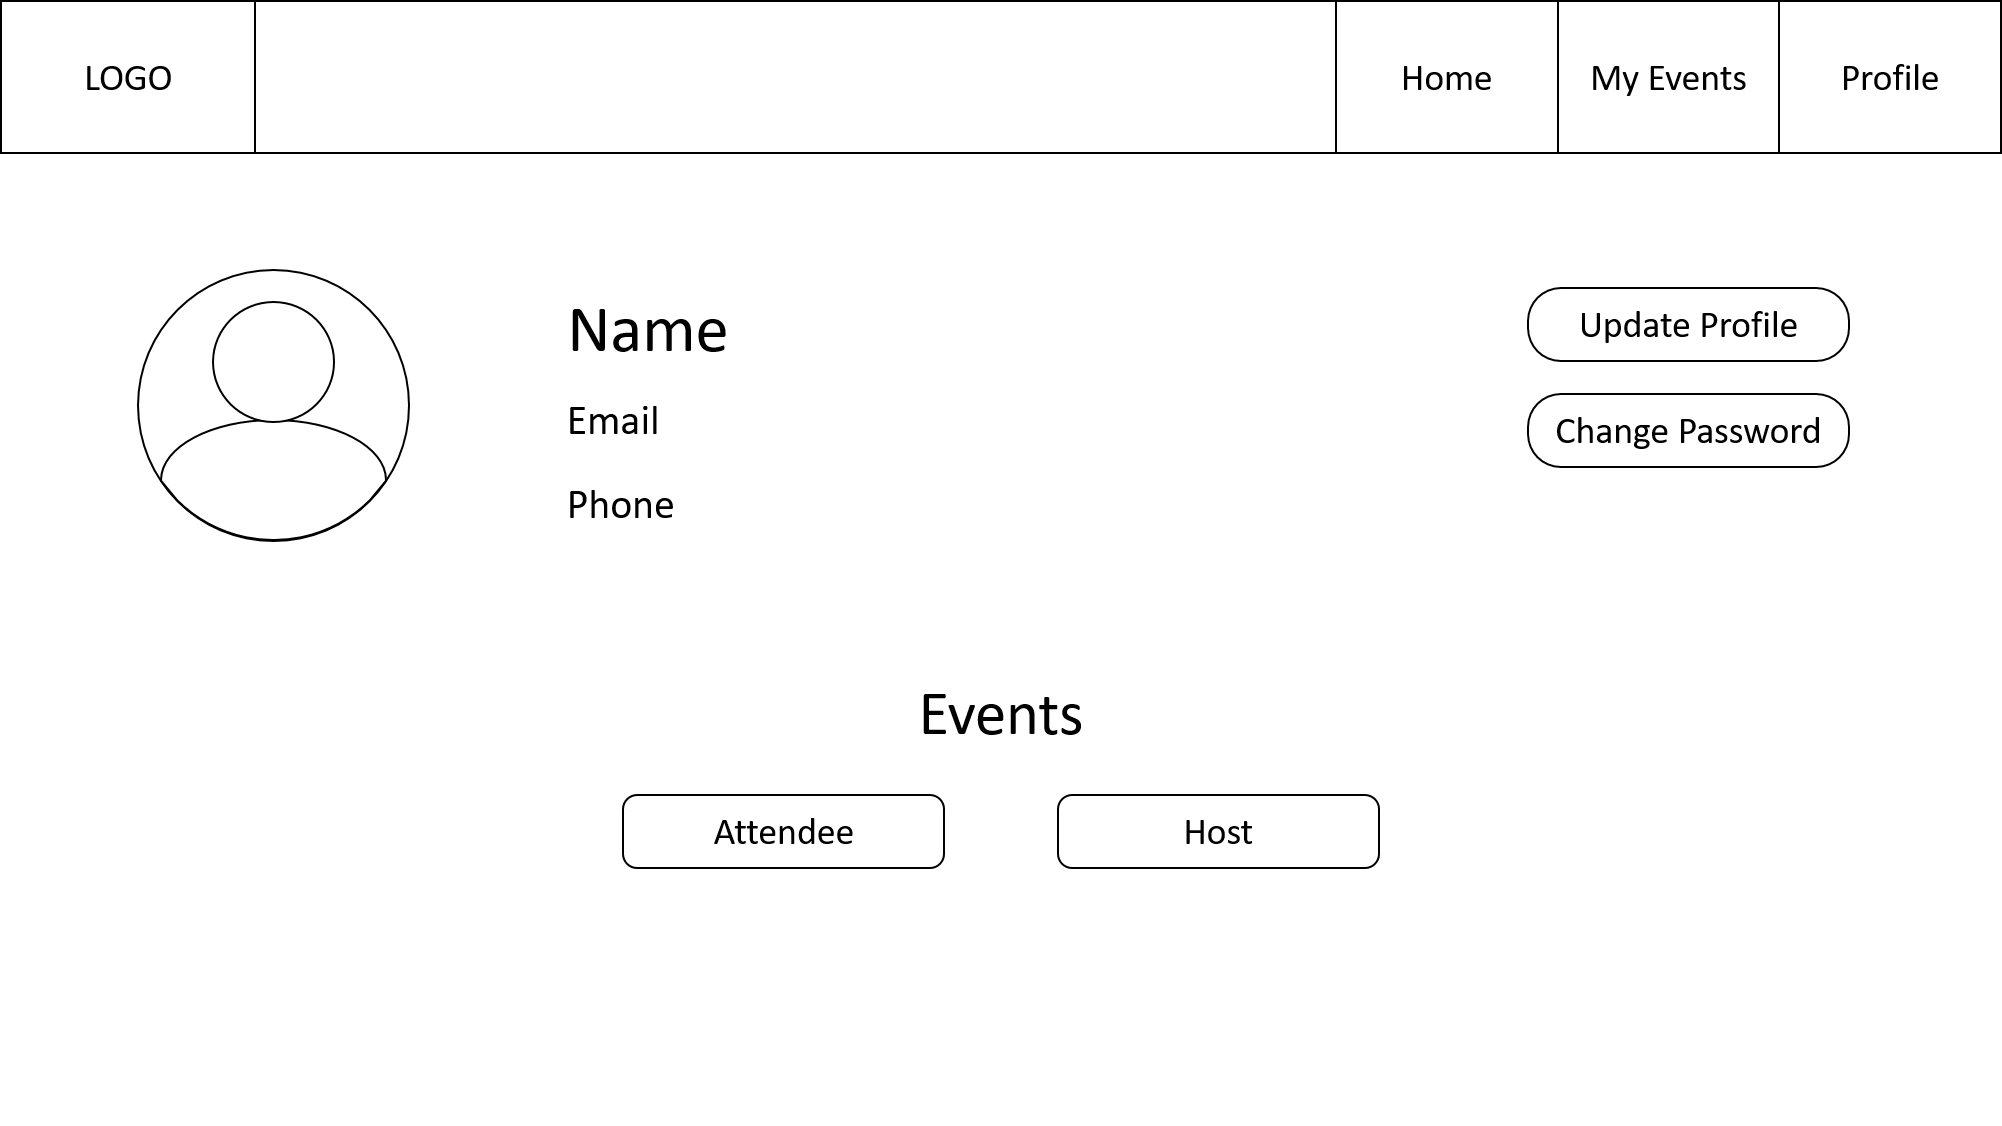 LOGO
Home
My Events
Profile
Name
Email
Phone
Update Profile
Change Password
Events
Attendee
Host